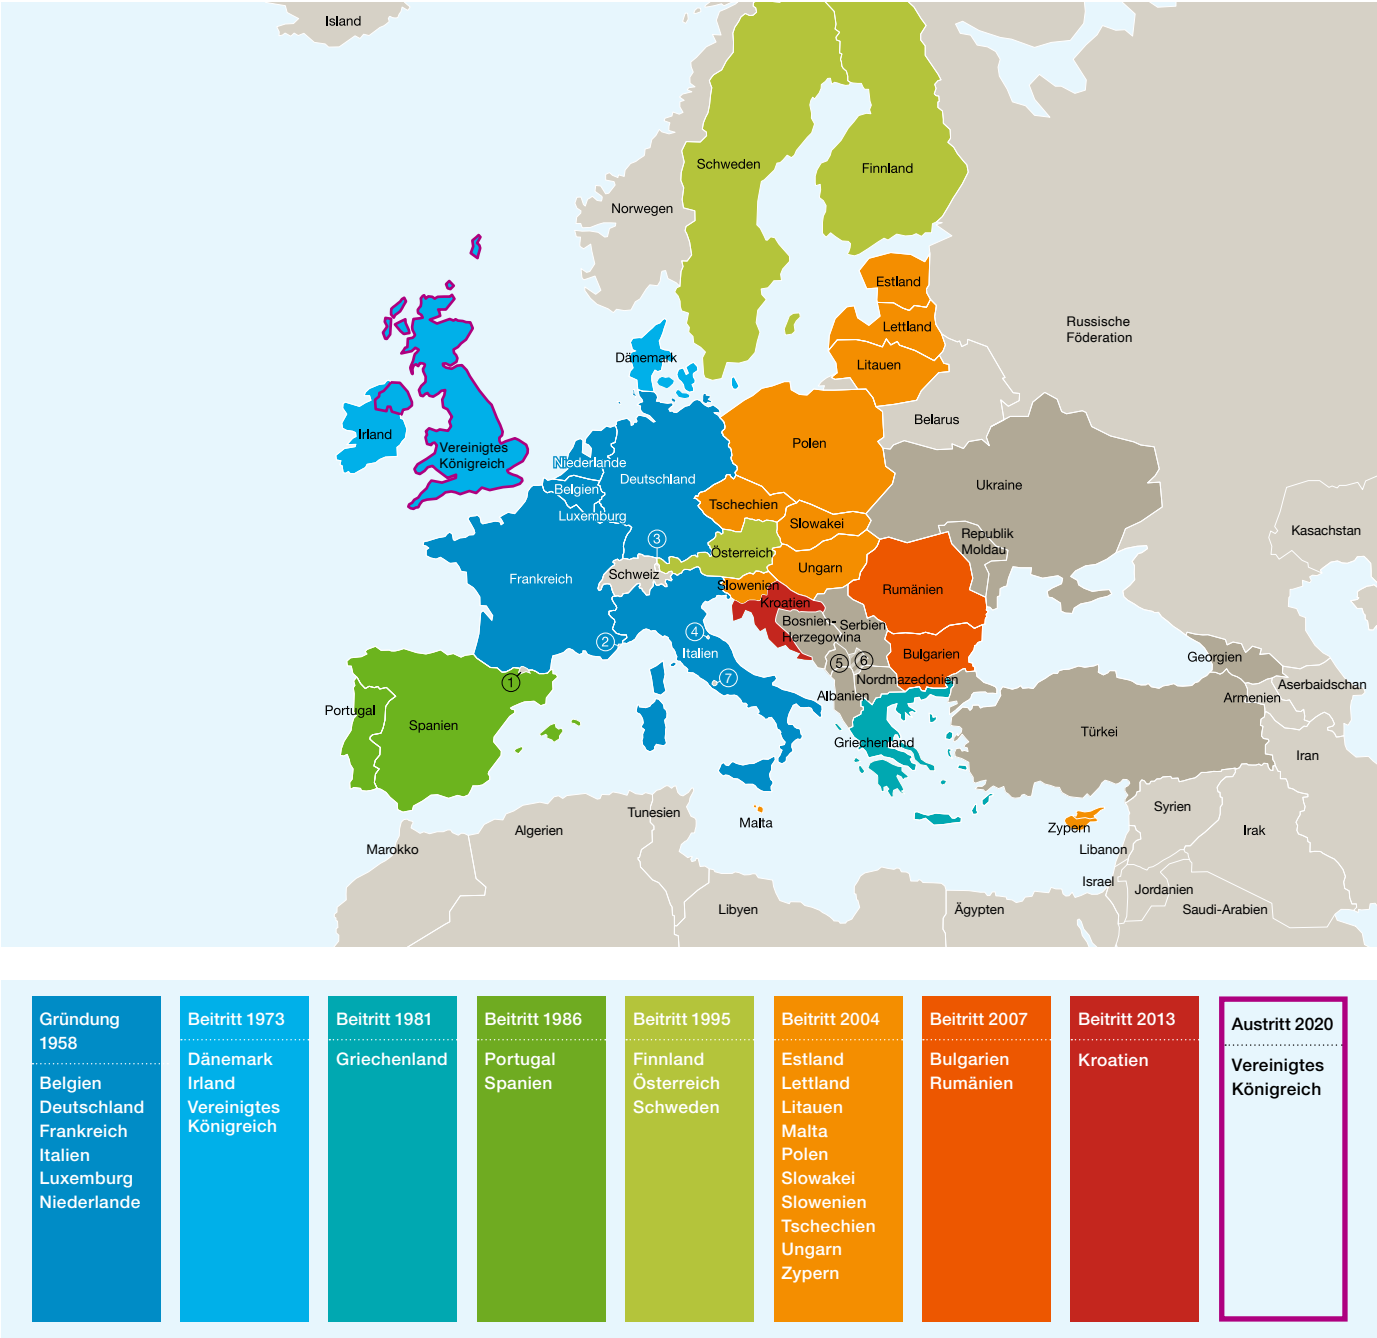 Island
Schweden
Finnland
Norwegen
Estland
Russische
Föderation
Lettland
Dänemark
Litauen
Belarus
Irland
Vereinigtes
Königreich
Polen
Niederlande
Deutschland
Ukraine
Belgien
Tschechien
Luxemburg
Slowakei
Kasachstan
Republik
Moldau
3
Österreich
Frankreich
Schweiz
Ungarn
Slowenien
Rumänien
Kroatien
Bosnien-
Herzegowina
Serbien
2
4
Italien
Bulgarien
Georgien
5
6
1
7
Nordmazedonien
Aserbaidschan
Albanien
Armenien
Portugal
Spanien
Griechenland
Türkei
Iran
Syrien
Tunesien
Malta
Zypern
Algerien
Irak
Marokko
Libanon
Israel
Jordanien
Libyen
Ägypten
Saudi-Arabien
Gründung
1958
Belgien
Deutschland
Frankreich
Italien
Luxemburg
Niederlande
Beitritt 1973
Dänemark
Irland
Vereinigtes
Königreich
Beitritt 1981
Griechenland
Beitritt 1986
Portugal
Spanien
Beitritt 1995
Finnland
Österreich
Schweden
Beitritt 2004
Estland
Lettland
Litauen
Malta
Polen
Slowakei
Slowenien
Tschechien
Ungarn
Zypern
Beitritt 2007
Bulgarien
Rumänien
Beitritt 2013
Kroatien
Austritt 2020
Vereinigtes
Königreich